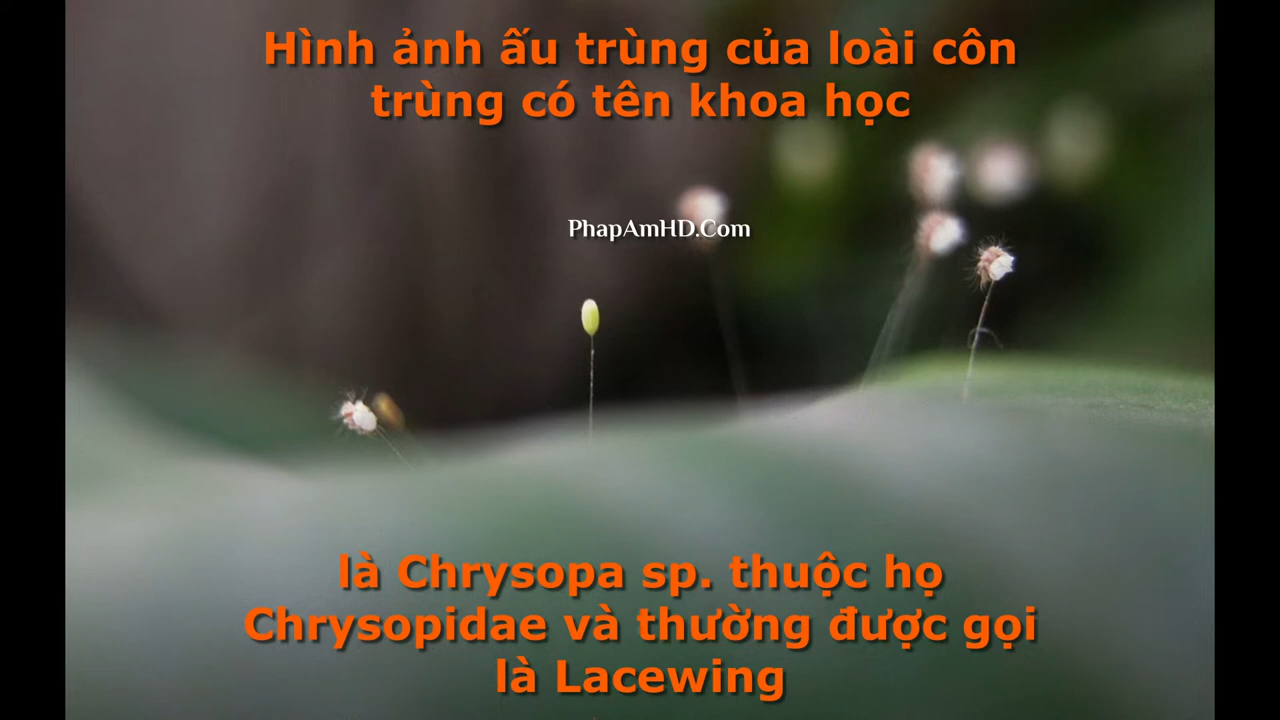 Hình ảnh ấu trùng của loài côn
trùng có tên khoa học
PhapAmHD.Com
là Chrysopa sp. thuộc họ
Chrysopidae và thường được gọi
là Lacewing